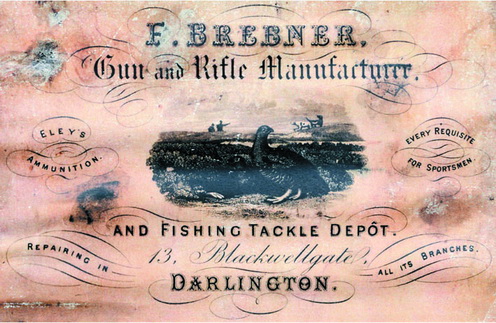 F. BREBNER,
Gun and Rifle Manufacturer.
ELEY'S
AMMUNITION.
EVERY REQUISITE
FOR SPORTSMEN.
AND FISHING TACKLE DEPÔT.
REPAIRING IN
13, Blackwellgate,
ALL ITS BRANCHES.
DARLINGTON.